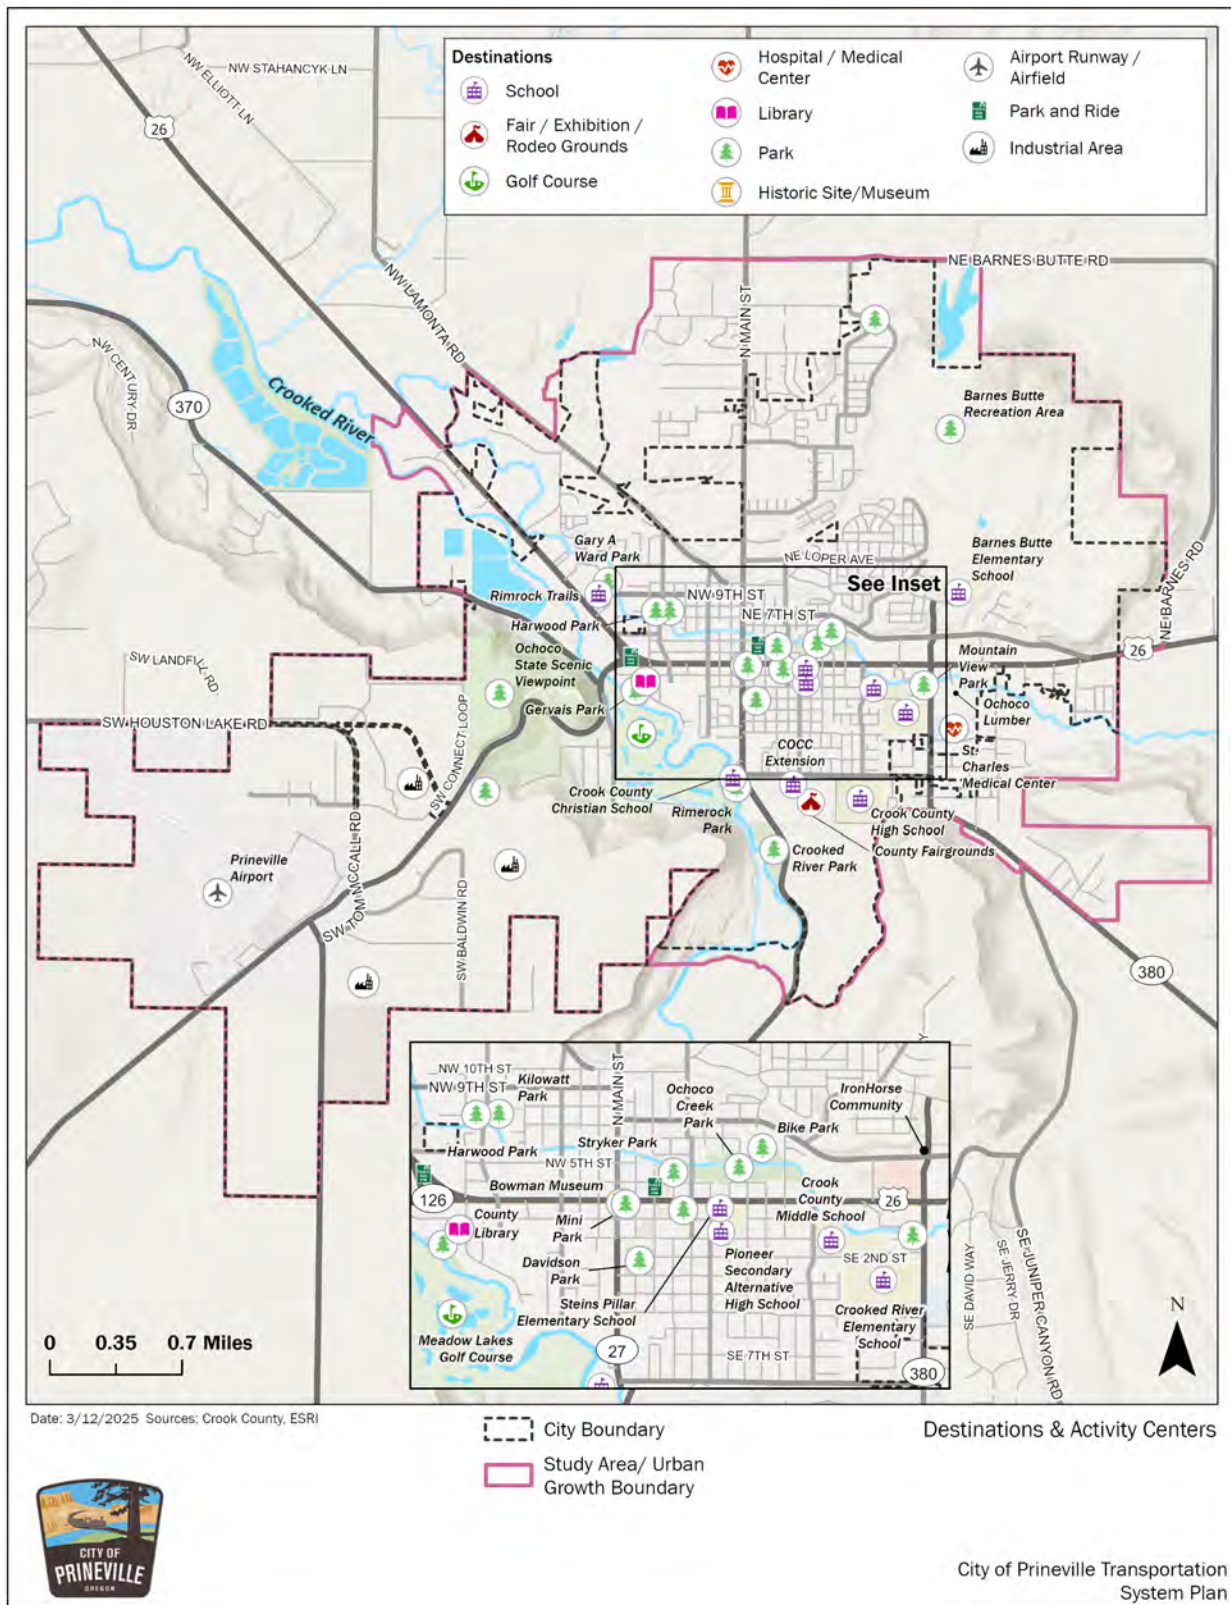 Destinations
School
Fair / Exhibition /
Rodeo Grounds
Golf Course
Hospital / Medical
Center
Library
Park
Historic Site/Museum
Airport Runway /
Airfield
Park and Ride
Industrial Area
NW STAHANCYK LN
NW ELLIOTT LN
26
NW LAMONTA RD
N MAIN ST
NE BARNES BUTTE RD
NW CENTURY DR
370
Crooked River
Barnes Butte
Recreation Area
Gary A
Ward Park
NE LOPER AVE
Barnes Butte
Elementary
School
NE BARNES RD
See Inset
Rimrock Trails
NW 9TH ST
NE 7TH ST
Harwood Park
Ochoco
State Scenic
Viewpoint
Gervais Park
26
Mountain
View
Park
Ochoco
Lumber
SW LANDFILL RD
SW HOUSTON LAKE RD
SW CONNECT LOOP
COCC
Extension
St.
Charles
Medical Center
Crook County
Christian School
Rimerock
Park
Crook County
High School
County Fairgrounds
Crooked
River Park
Prineville
Airport
SW TOM MCCALL RD
SW BALDWIN RD
380
Y
NW 10TH ST
NW 9TH ST
Kilowatt
Park
N MAIN ST
Ochoco
Creek
Park
Bike Park
IronHorse
Community
Harwood Park
Stryker Park
NW 5TH ST
Bowman Museum
126
County
Library
Mini
Park
Crook
County
Middle School
26
Davidson
Park
Pioneer
Secondary
Alternative
High School
SE 2ND ST
Steins Pillar
Elementary School
Crooked River
Elementary
School
Meadow Lakes
Golf Course
27
SE 7TH ST
380
SE DAVID WAY
SE JERRY DR
SE JUNIPER CANYON RD
N
0 0.35 0.7 Miles
Date: 3/12/2025 Sources: Crook County, ESRI
City Boundary
Study Area/ Urban
Growth Boundary
Destinations & Activity Centers
CITY OF
PRINEVILLE
OREGON
City of Prineville Transportation
System Plan